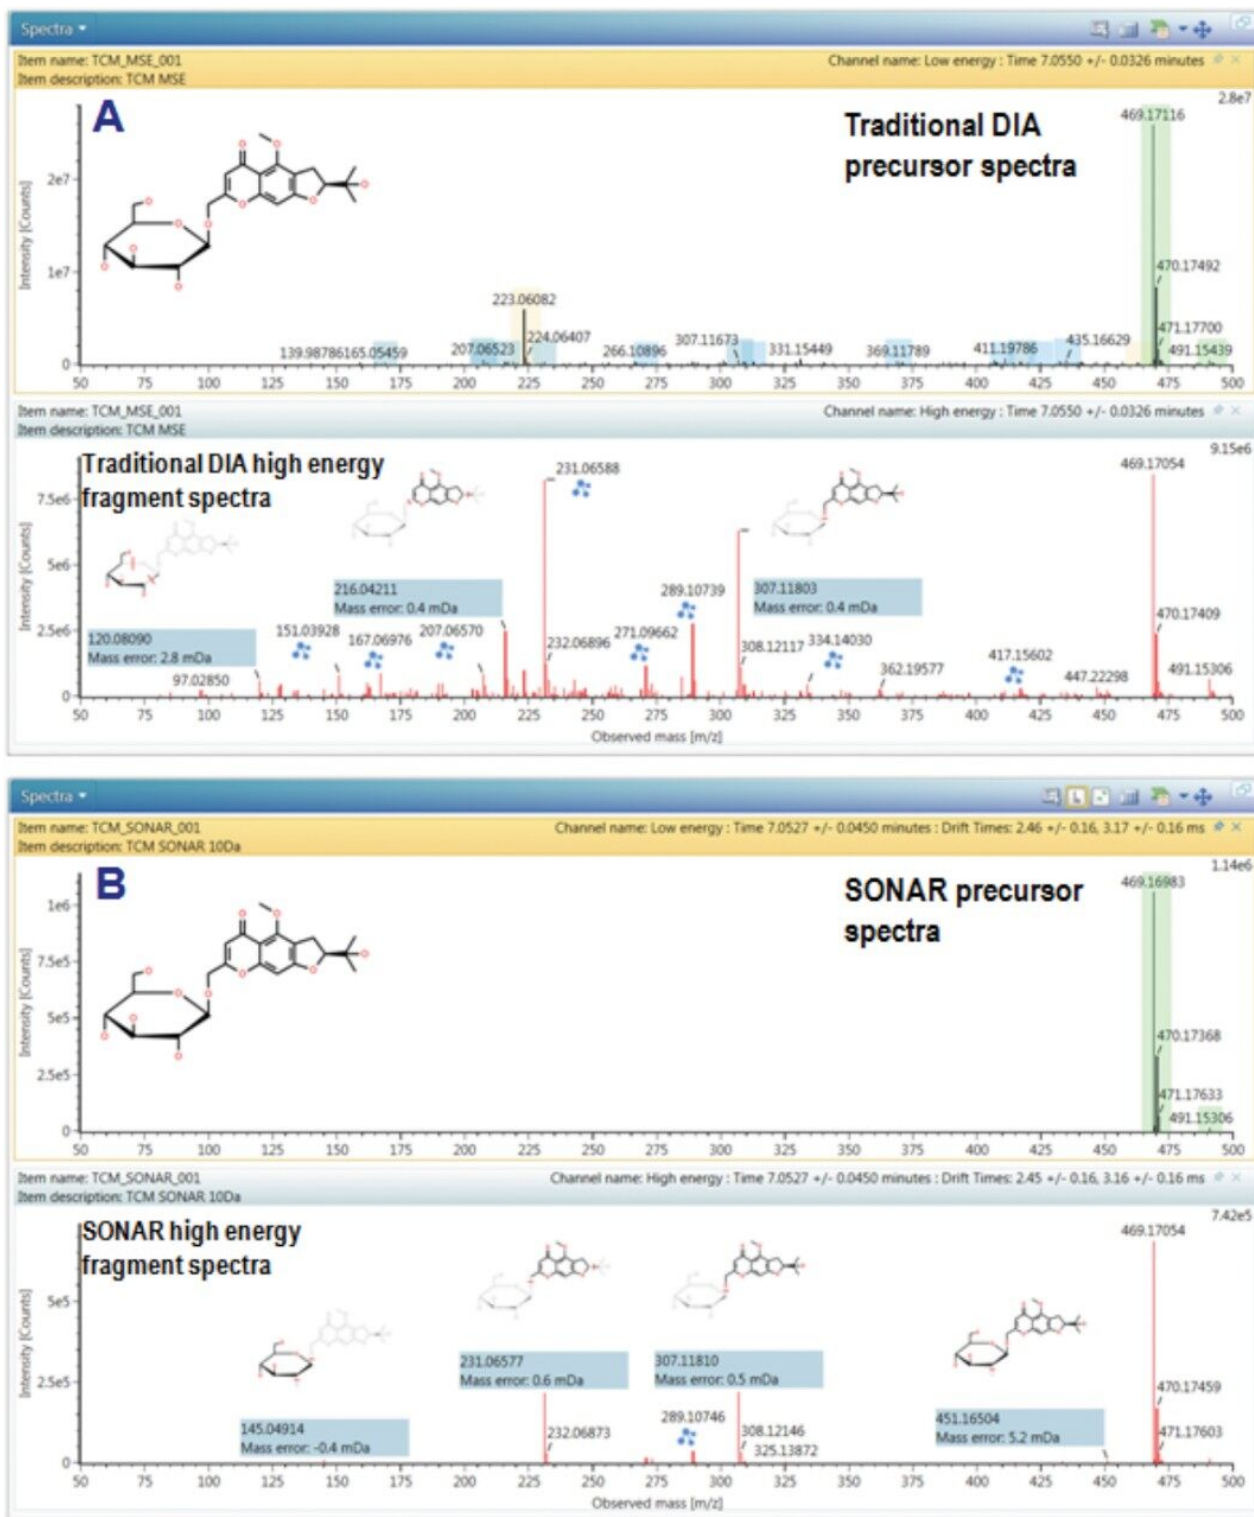 Spectra
Item name: TCM_MSE_001
Channel name: Low energy : Time 7.0550 +/- 0.0326 minutes
Item description: TCM MSE
2.8e7
A
Traditional DIA
precursor spectra
469.17116
Intensity [Counts]
2e7
1e7
0
470.17492
223.06082
224.06407
471.17700
139.98786165.05459
207.06523
266.10896
307.11673
331.15449
369.11789
411.19786
435.16629
491.15439
50 75 100 125 150 175 200 225 250 275 300 325 350 375 400 425 450 475 500
Item name: TCM_MSE_001
Channel name: High energy : Time 7.0550 +/- 0.0326 minutes
Item description: TCM MSE
9.15e6
Traditional DIA high energy
fragment spectra
231.06588
469.17054
Intensity [Counts]
7.5e6
5e6
2.5e6
0
216.04211
Mass error: 0.4 mDa
307.11803
Mass error: 0.4 mDa
289.10739
120.08090
Mass error: 2.8 mDa
151.03928
167.06976
207.06570
232.06896
271.09662
308.12117
334.14030
470.17409
97.02850
362.19577
417.15602
447.22298
491.15306
50 75 100 125 150 175 200 225 250 275 300 325 350 375 400 425 450 475 500
Observed mass [m/z]
Spectra
Item name: TCM_SONAR_001
Channel name: Low energy : Time 7.0527 +/- 0.0450 minutes : Drift Times: 2.46 +/- 0.16, 3.17 +/- 0.16 ms
Item description: TCM SONAR 10Da
1.14e6
B
SONAR precursor
spectra
469.16983
Intensity [Counts]
1e6
7.5e5
5e5
2.5e5
0
470.17368
471.17633
491.15306
50 75 100 125 150 175 200 225 250 275 300 325 350 375 400 425 450 475 500
Item name: TCM_SONAR_001
Channel name: High energy : Time 7.0527 +/- 0.0450 minutes : Drift Times: 2.45 +/- 0.16, 3.16 +/- 0.16 ms
Item description: TCM SONAR 10Da
7.42e5
SONAR high energy
fragment spectra
469.17054
Intensity [Counts]
5e5
2.5e5
0
231.06577
Mass error: 0.6 mDa
307.11810
Mass error: 0.5 mDa
145.04914
Mass error: -0.4 mDa
451.16504
Mass error: 5.2 mDa
232.06873
289.10746
308.12146
325.13872
470.17459
471.17603
50 75 100 125 150 175 200 225 250 275 300 325 350 375 400 425 450 475 500
Observed mass [m/z]